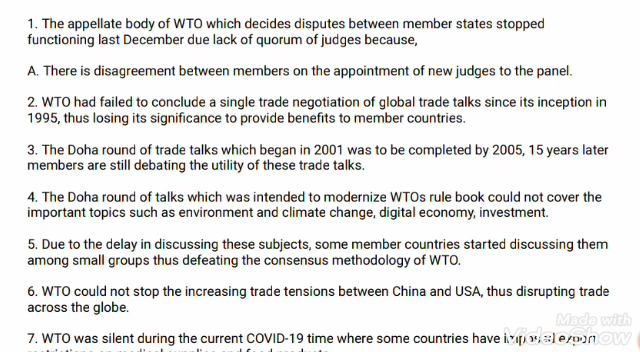 1. The appellate body of WTO which decides disputes between member states stopped
functioning last December due lack of quorum of judges because,
A. There is disagreement between members on the appointment of new judges to the panel.
2. WTO had failed to conclude a single trade negotiation of global trade talks since its inception in
1995, thus losing its significance to provide benefits to member countries.
3. The Doha round of trade talks which began in 2001 was to be completed by 2005, 15 years later
members are still debating the utility of these trade talks.
4. The Doha round of talks which was intended to modernize WTOs rule book could not cover the
important topics such as environment and climate change, digital economy, investment.
5. Due to the delay in discussing these subjects, some member countries started discussing them
among small groups thus defeating the consensus methodology of WTO.
6. WTO could not stop the increasing trade tensions between China and USA, thus disrupting trade
across the globe.
Made with
VideoShow
7. WTO was silent during the current COVID-19 time where some countries have